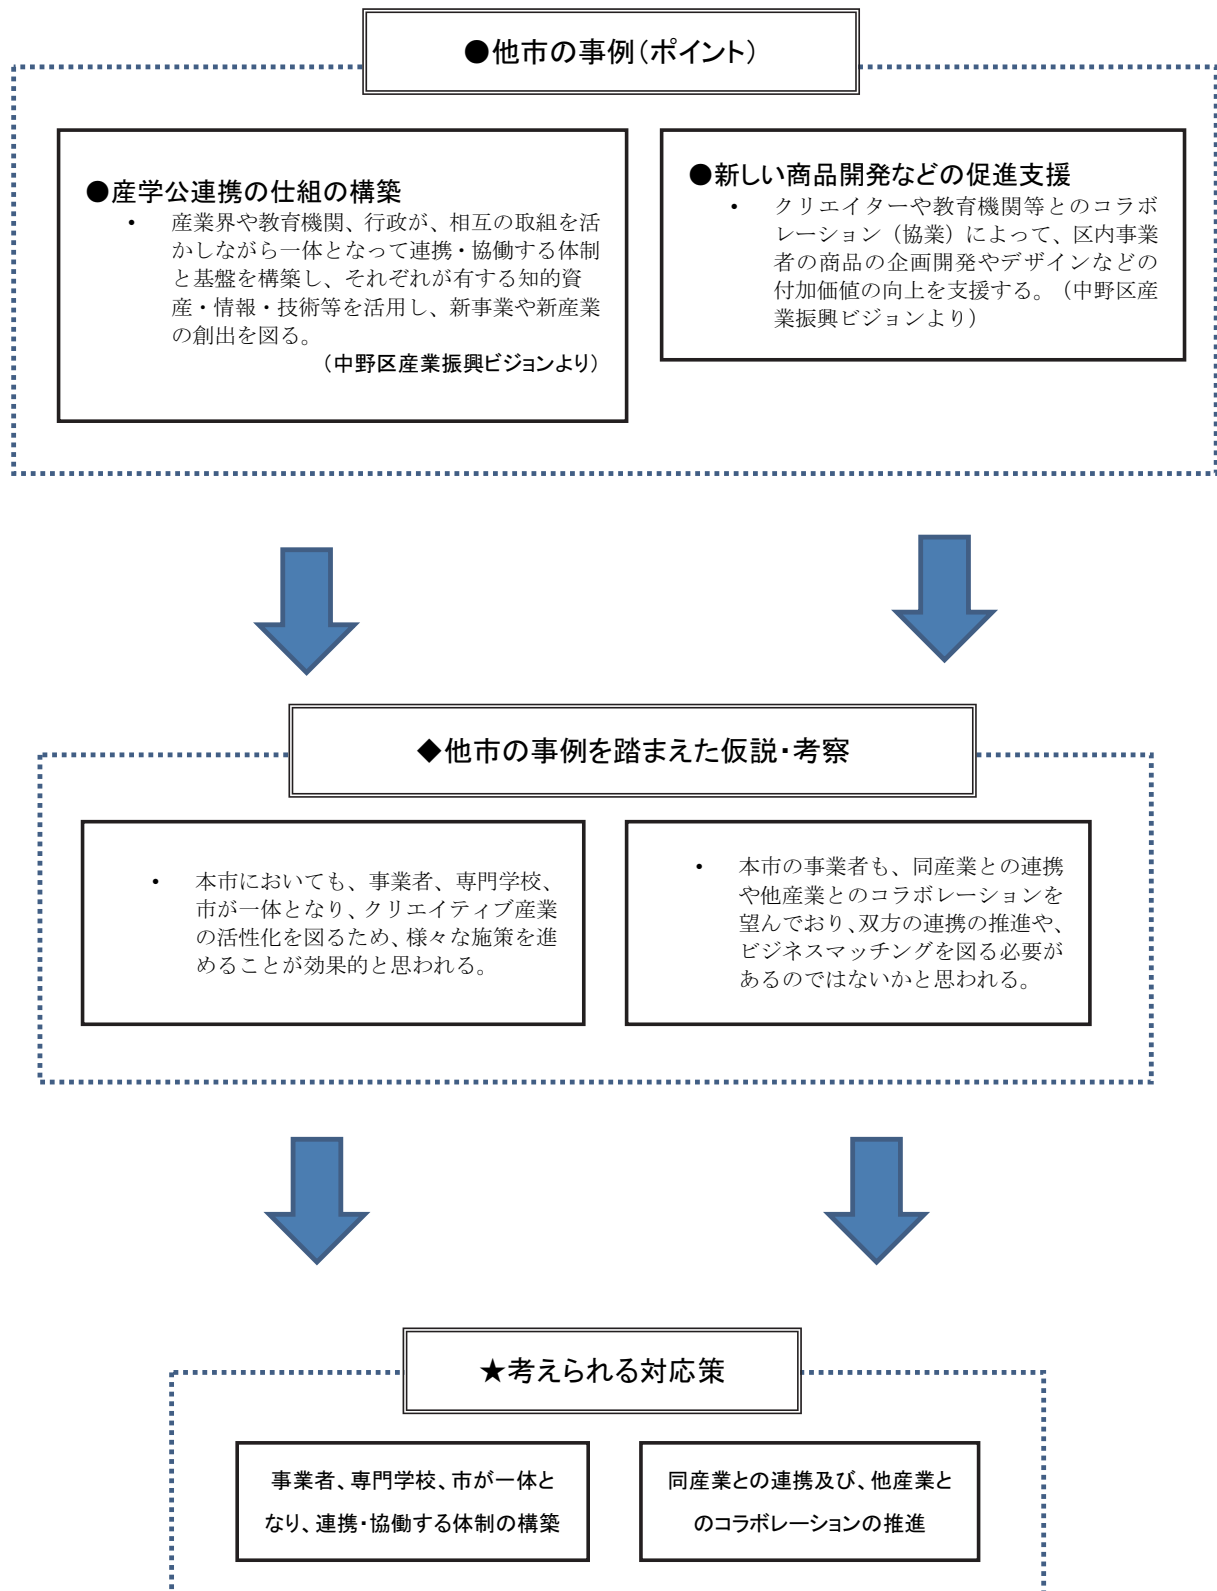 ●他市の事例(ポイント)
●産学公連携の仕組の構築
・ 産業界や教育機関、行政が、相互の取組を活
かしながら一体となって連携・協働する体制
と基盤を構築し、それぞれが有する知的資
産・情報・技術等を活用し、新事業や新産業
の創出を図る。
(中野区産業振興ビジョンより)
●新しい商品開発などの促進支援
・ クリエイターや教育機関等とのコラボ
レーション（協業）によって、区内事業
者の商品の企画開発やデザインなどの
付加価値の向上を支援する。（中野区産
業振興ビジョンより）
◆他市の事例を踏まえた仮説・考察
・ 本市においても、事業者、専門学校、
市が一体となり、クリエイティブ産業
の活性化を図るため、様々な施策を進
めることが効果的と思われる。
・ 本市の事業者も、同産業との連携
や他産業とのコラボレーションを
望んでおり、双方の連携の推進や、
ビジネスマッチングを図る必要が
あるのではないかと思われる。
★考えられる対応策
事業者、専門学校、市が一体と
なり、連携・協働する体制の構築
同産業との連携及び、他産業と
のコラボレーションの推進